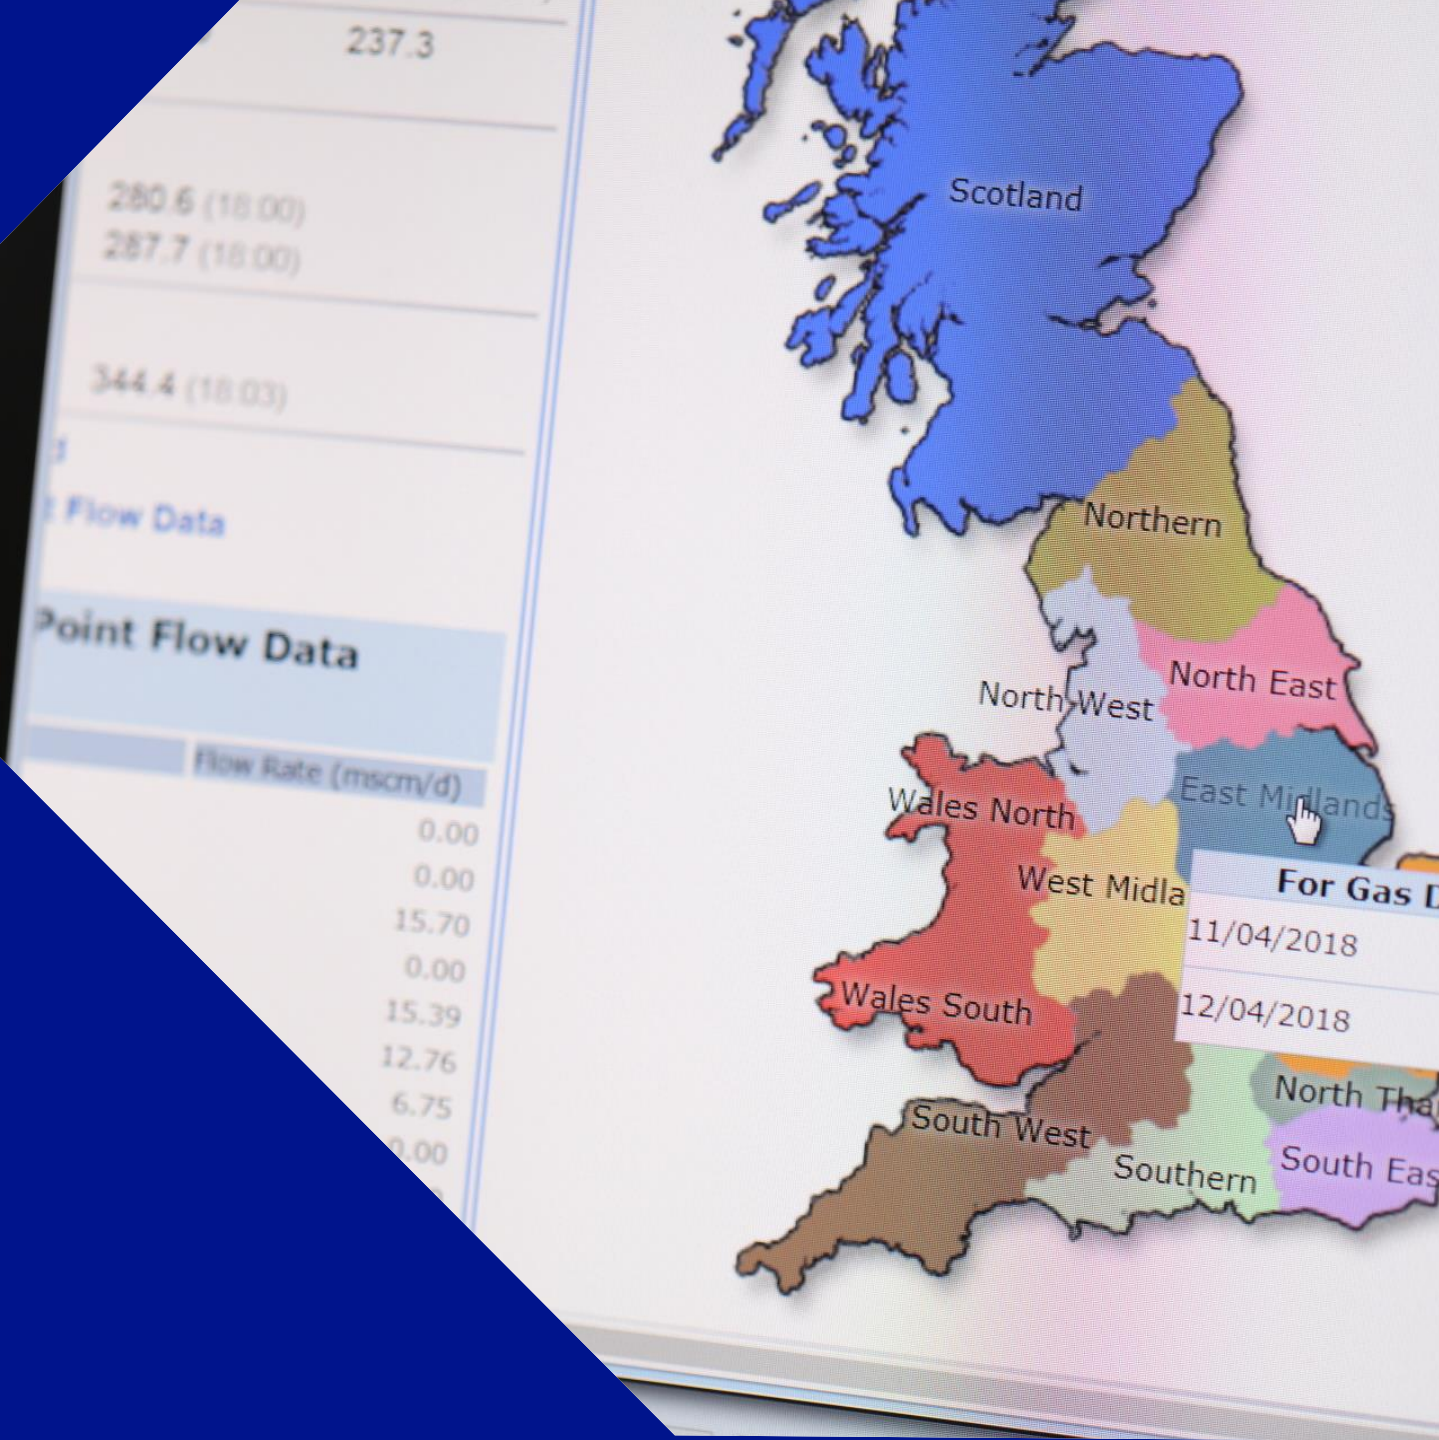 237.3
280.6 (18:00)
287.7 (18:00)
344.4 (18:03)
Flow Data
Point Flow Data
Flow Rate (mscm/d)
0.00
0.00
15.70
0.00
15.39
12.76
6.75
0.00
Scotland
Northern
North East
North West
East Midlands
Wales North
West Midla
For Gas D
11/04/2018
12/04/2018
Wales South
North Tha
South West
Southern
South Eas